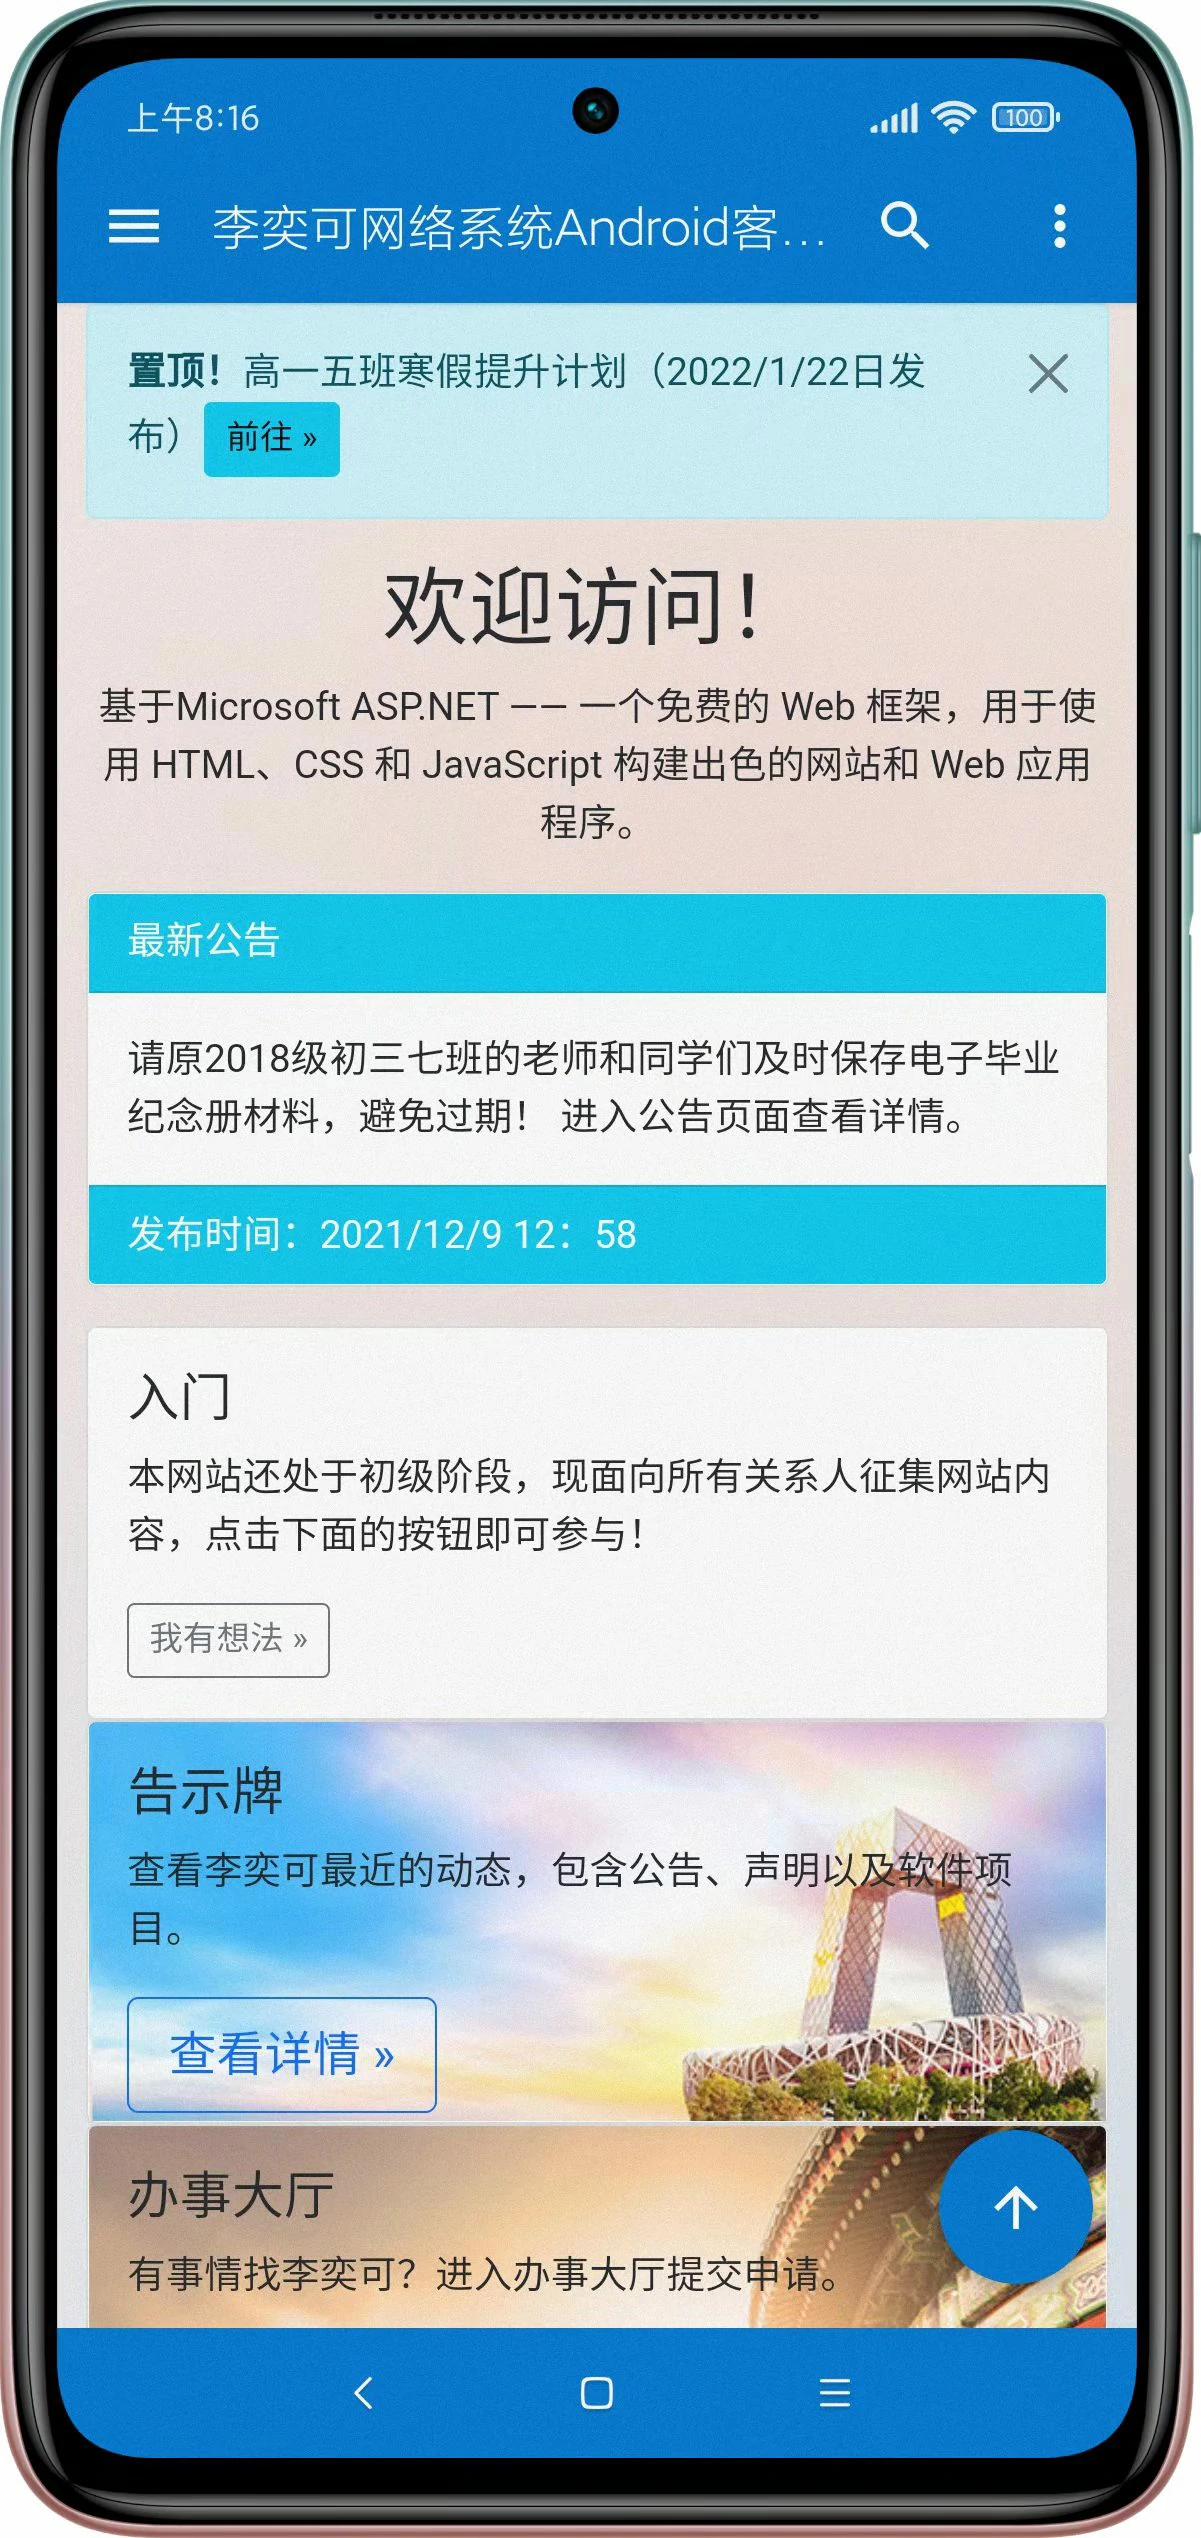 上午8:16
100
李奕可网络系统Android客...
置顶！高一五班寒假提升计划（2022/1/22日发
布）前往 »
欢迎访问！
基于Microsoft ASP.NET —— 一个免费的 Web 框架，用于使
用 HTML、CSS 和 JavaScript 构建出色的网站和 Web 应用
程序。
最新公告
请原2018级初三七班的老师和同学们及时保存电子毕业
纪念册材料，避免过期！ 进入公告页面查看详情。
发布时间：2021/12/9 12：58
入门
本网站还处于初级阶段，现面向所有关系人征集网站内
容，点击下面的按钮即可参与！
我有想法 »
告示牌
查看李奕可最近的动态，包含公告、声明以及软件项
目。
查看详情 »
办事大厅
有事情找李奕可？进入办事大厅提交申请。